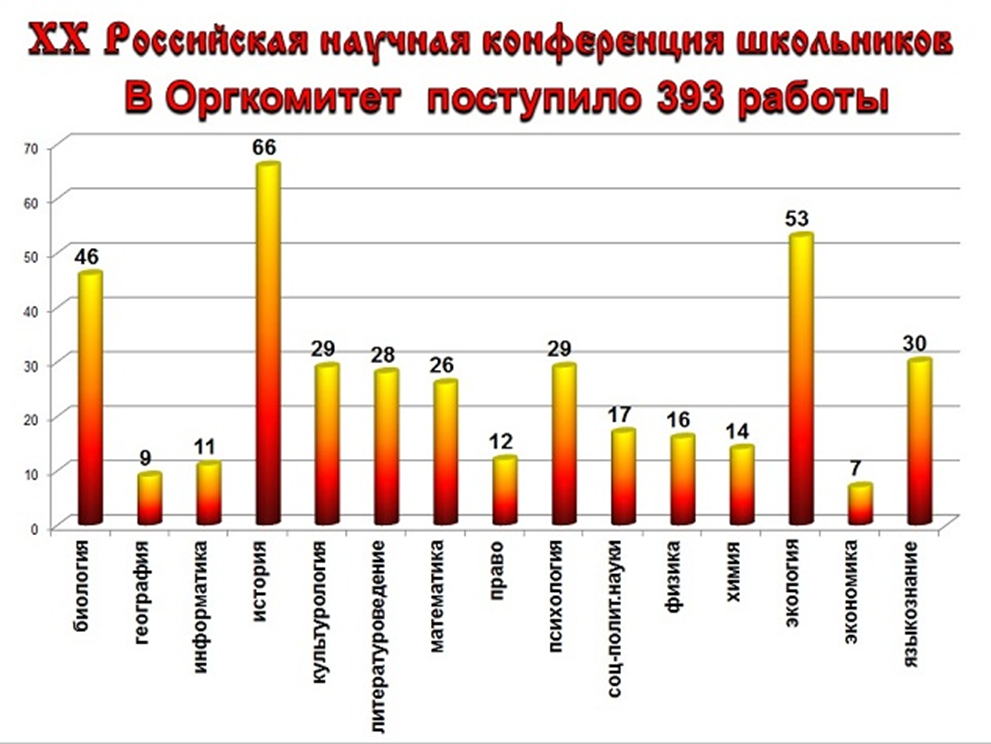 XX Российская научная конференция школьников
В Оргкомитет поступило 393 работы
70
60
50
40
30
20
10
0
46
9
11
66
29
28
26
12
29
17
16
14
53
7
30
биология
география
информатика
история
культурология
литературоведение
математика
право
психология
соц-полит.науки
физика
химия
экология
экономика
языкознание